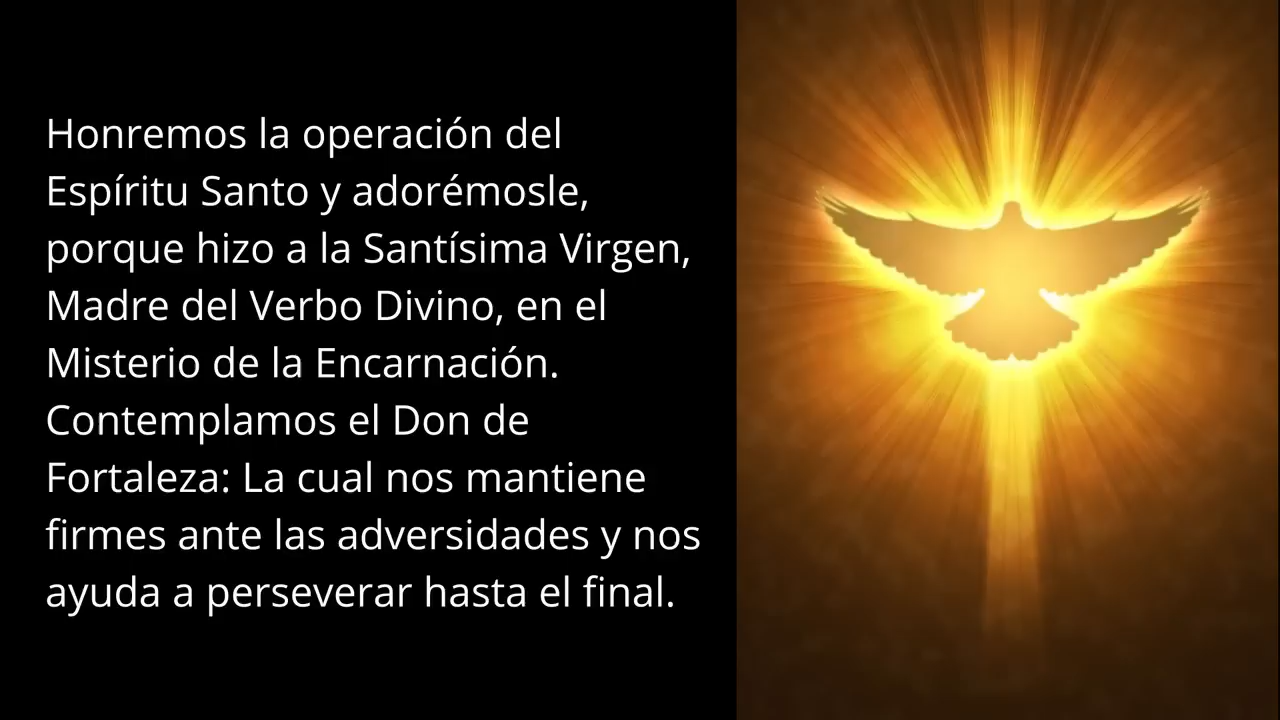 Honremos la operación del
Espíritu Santo y adorémosle,
porque hizo a la Santísima Virgen,
Madre del Verbo Divino, en el
Misterio de la Encarnación.
Contemplamos el Don de
Fortaleza: La cual nos mantiene
firmes ante las adversidades y nos
ayuda a perseverar hasta el final.